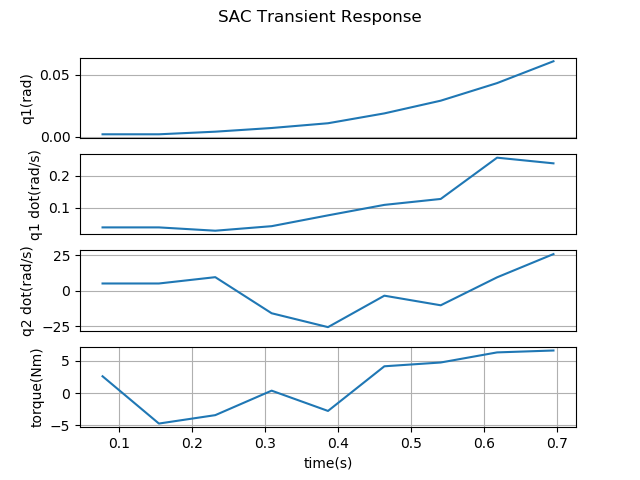 SAC Transient Response
0.05
0.00
q1(rad)
0.2
0.1
q1 dot(rad/s)
25
0
−25
q2 dot(rad/s)
5
0
−5
torque(Nm)
0.1 0.2 0.3 0.4 0.5 0.6 0.7
time(s)